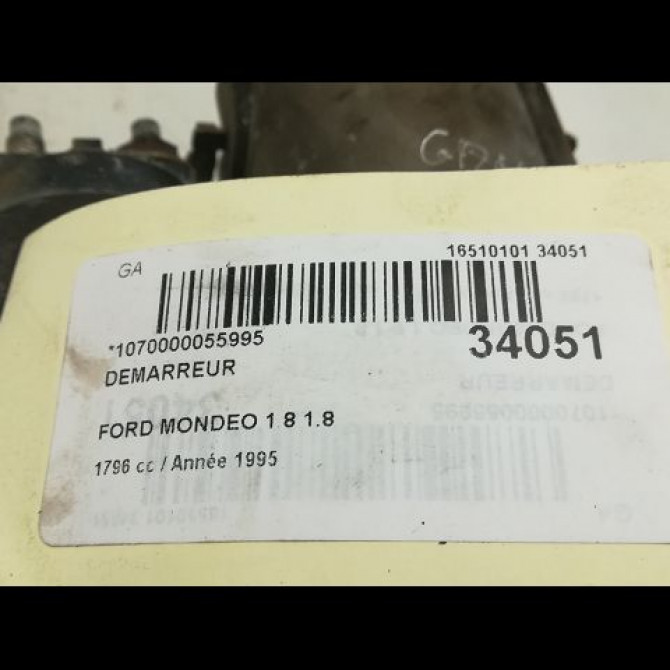 GA
16510101 34051
*1070000055995
34051
DEMARREUR
FORD MONDEO 1 8 1.8
1796 cc / Année 1995